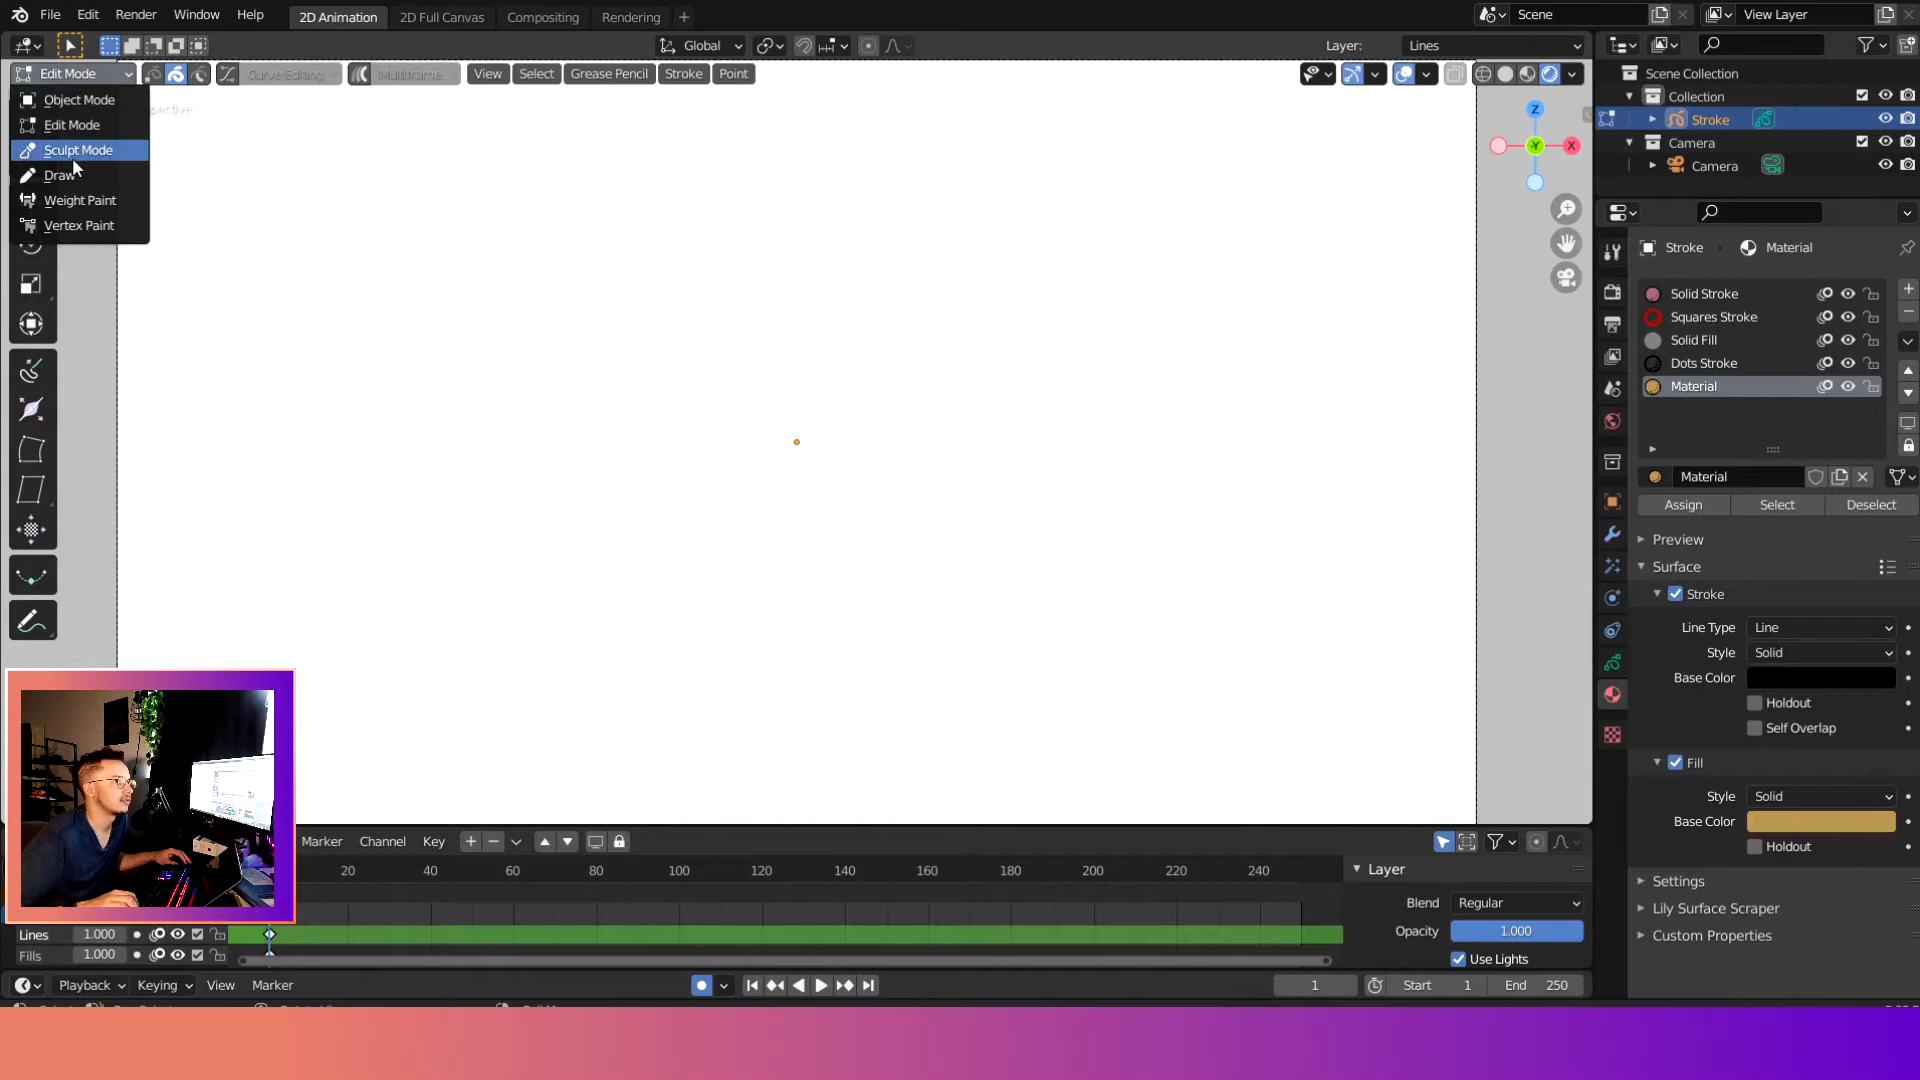 File Edit Render Window Help 2D Animation 2D Full Canvas Compositing Rendering + Scene View Layer
Global Layer: Lines
Edit Mode Curve Editing Multiframe View Select Grease Pencil Stroke Point Scene Collection
Object Mode pective Z Collection
Edit Mode Stroke
Sculpt Mode -Y X Camera
Draw Camera
Weight Paint
Vertex Paint
Stroke Material
Solid Stroke
Squares Stroke
Solid Fill
Dots Stroke
Material
Material
Assign Select Deselect
Preview
Surface
Stroke
Line Type Line
Style Solid
Base Color
Holdout
Self Overlap
Fill
Style Solid
Base Color
Holdout
Marker Channel Key
20 40 60 80 100 120 140 160 180 200 220 240 Layer
Settings
Blend Regular
Lily Surface Scraper
Opacity 1.000
Lines 1.000 Custom Properties
Fills 1.000 Use Lights
Playback Keying View Marker 1 Start 1 End 250